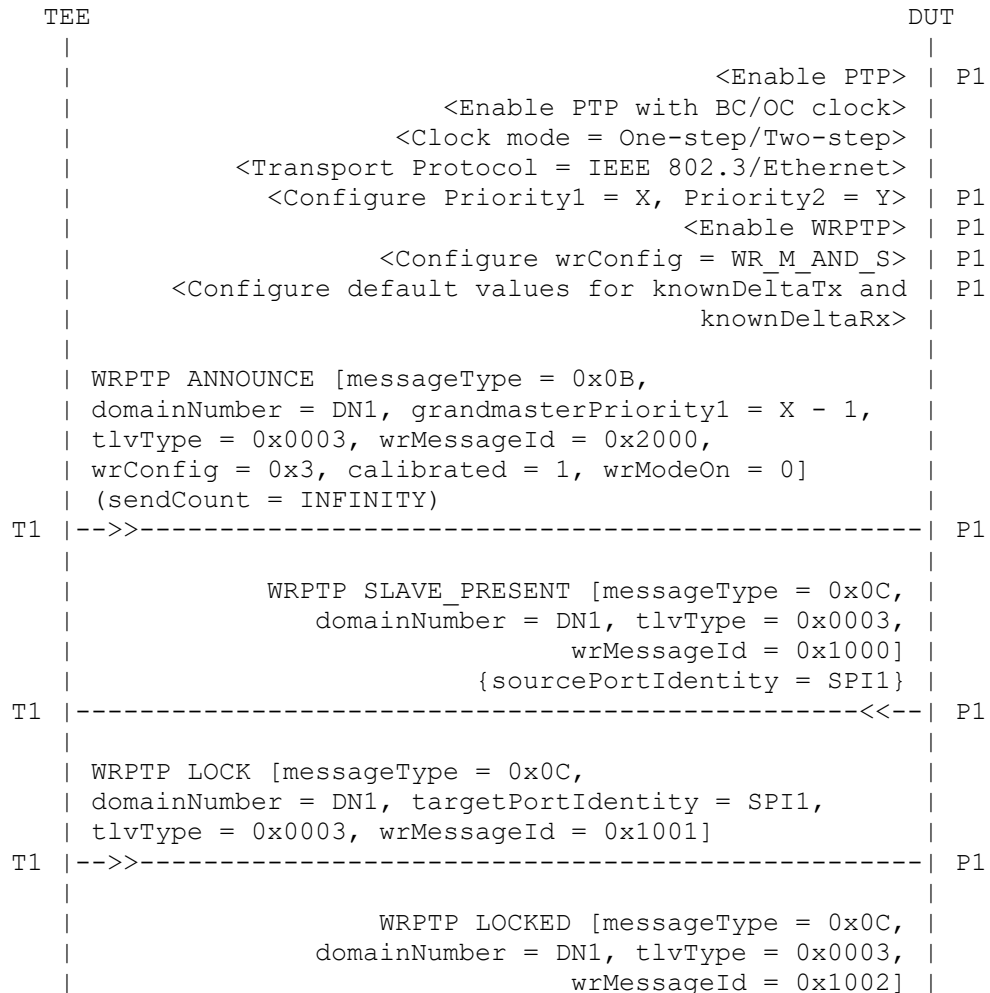 TEE DUT
| |
| <Enable PTP> | P1
| <Enable PTP with BC/OC clock> |
| <Clock mode = One-step/Two-step> |
| <Transport Protocol = IEEE 802.3/Ethernet> |
| <Configure Priority1 = X, Priority2 = Y> | P1
| <Enable WRPTP> | P1
| <Configure wrConfig = WR_M_AND_S> | P1
| <Configure default values for knownDeltaTx and | P1
| knownDeltaRx> |
| |
| WRPTP ANNOUNCE [messageType = 0x0B, |
| domainNumber = DN1, grandmasterPriority1 = X - 1, |
| tlvType = 0x0003, wrMessageId = 0x2000, |
| wrConfig = 0x3, calibrated = 1, wrModeOn = 0] |
| (sendCount = INFINITY) |
T1 |-->>-------------------------------------------------| P1
| |
| WRPTP SLAVE_PRESENT [messageType = 0x0C, |
| domainNumber = DN1, tlvType = 0x0003, |
| wrMessageId = 0x1000] |
| {sourcePortIdentity = SPI1} |
T1 |-------------------------------------------------<<--| P1
| |
| WRPTP LOCK [messageType = 0x0C, |
| domainNumber = DN1, targetPortIdentity = SPI1, |
| tlvType = 0x0003, wrMessageId = 0x1001] |
T1 |-->>-------------------------------------------------| P1
| |
| WRPTP LOCKED [messageType = 0x0C, |
| domainNumber = DN1, tlvType = 0x0003, |
| wrMessageId = 0x1002] |